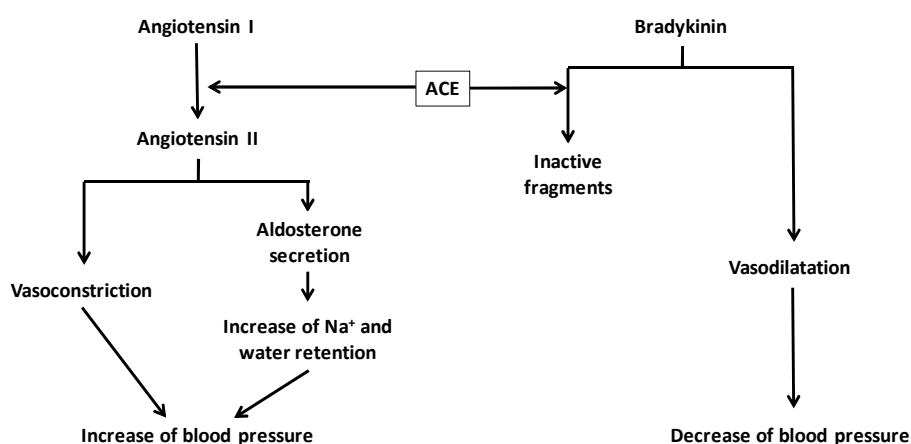 Angiotensin I
Bradykinin
ACE
Angiotensin II
Inactive
fragments
Aldosterone
secretion
Vasoconstriction
Vasodilatation
Increase of Na⁺ and
water retention
Increase of blood pressure
Decrease of blood pressure